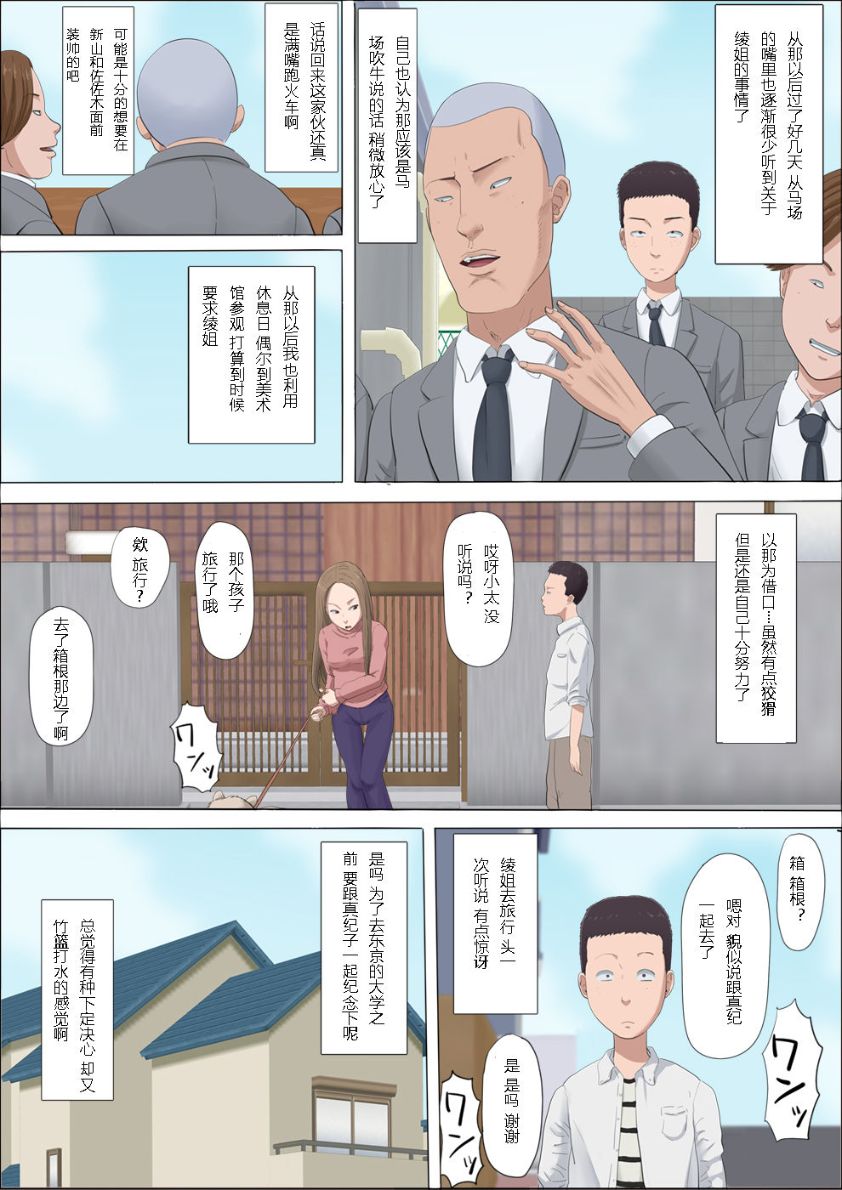 从那以后过了好几天 从马场
的嘴里也逐渐很少听到关于
绫姐的事情了
自己也认为那应该是马
场吹牛说的话 稍微放心了
话说回来这家伙还真
是满嘴跑火车啊
可能是十分的想要在
新山和佐佐木面前
装帅的吧
从那以后我也利用
休息日 偶尔到美术
馆参观 打算到时候
要求绫姐
以那为借口…虽然有点狡猾
但是还是自己十分努力了
哎呀小太没
听说吗?
那个孩子
旅行了哦
欸 旅行?
去了箱根那边了啊
ワンッ
箱 箱根?
嗯对 貌似说跟真纪
一起去了
绫姐去旅行 头一
次听说 有点惊讶
是 是吗 谢谢
ワンッ
ワンッ
是吗 为了去东京的大学之
前 要跟真纪子一起纪念下呢
总觉得有种下定决心 却又
竹篮打水的感觉啊